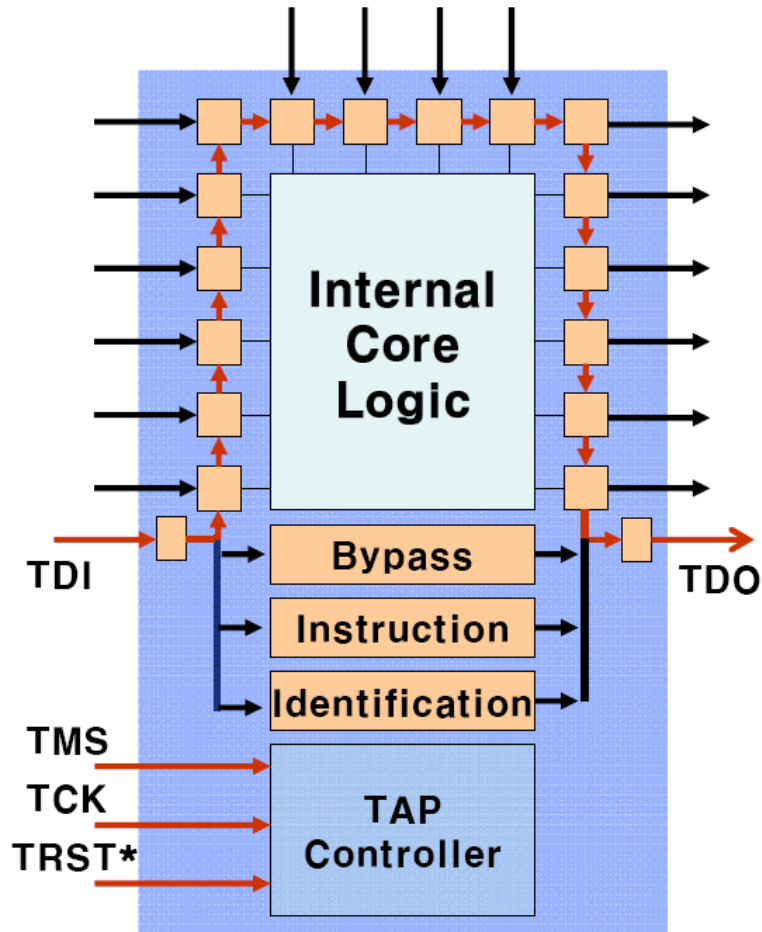 Internal
Core
Logic
TDI
Bypass
TDO
Instruction
Identification
TMS
TCK
TRST*
TAP
Controller